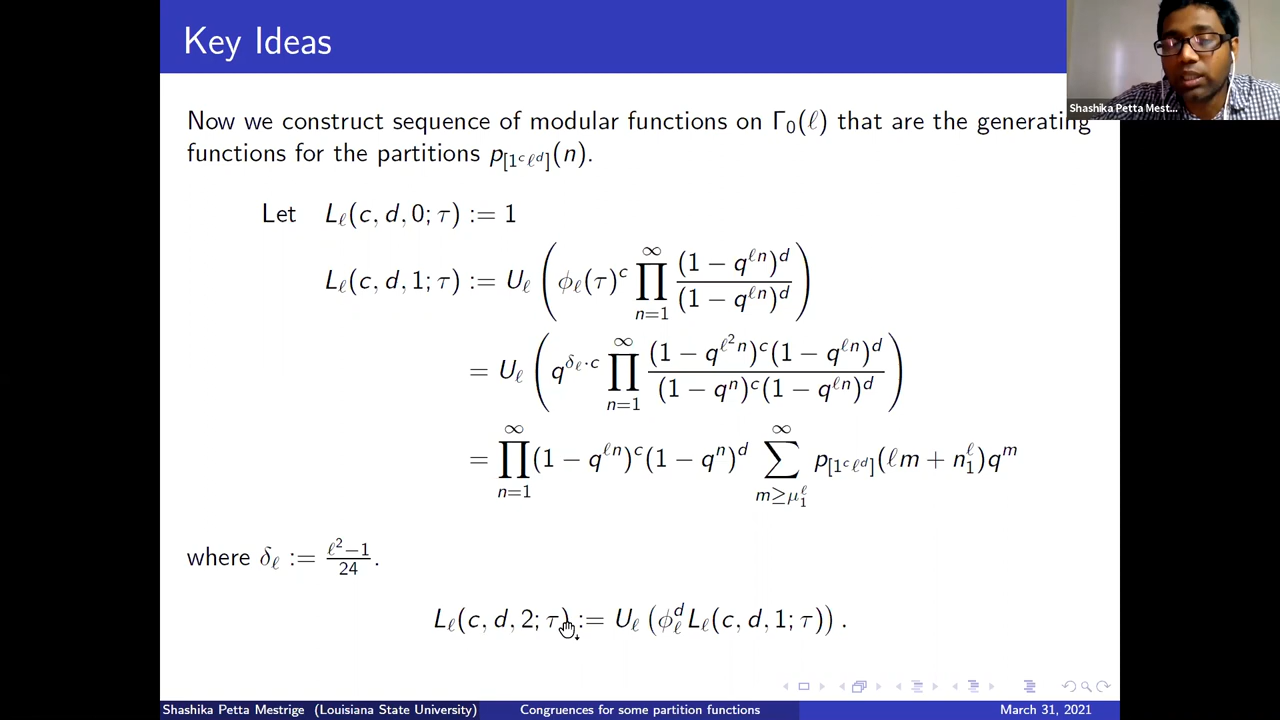 Key Ideas
Shashika Petta Mest...
Now we construct sequence of modular functions on Γ₀(ℓ) that are the generating
functions for the partitions p_{[1^c ℓ^d]}(n).
Let L_ℓ(c, d, 0; τ) := 1
L_ℓ(c, d, 1; τ) := U_ℓ ( φ_ℓ(τ)^c ∏_{n=1}^∞ (1 − q^{ℓn})^d / (1 − q^{ℓn})^d )
= U_ℓ ( q^{δ_ℓ·c} ∏_{n=1}^∞ (1 − q^{ℓ²n})^c (1 − q^{ℓn})^d / (1 − q^n)^c (1 − q^{ℓn})^d )
= ∏_{n=1}^∞ (1 − q^{ℓn})^c (1 − q^n)^d ∑_{m≥μ_1^ℓ}^∞ p_{[1^c ℓ^d]}(ℓm + n_1^ℓ) q^m
where δ_ℓ := (ℓ²−1)/24.
L_ℓ(c, d, 2; τ) := U_ℓ (φ_ℓ^d L_ℓ(c, d, 1; τ)) .
Shashika Petta Mestrige (Louisiana State University) Congruences for some partition functions March 31, 2021